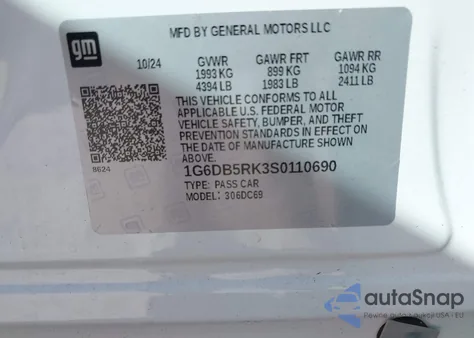 gm
MFD BY GENERAL MOTORS LLC
10/24 GVWR GAWR FRT GAWR RR
1993 KG 899 KG 1094 KG
4394 LB 1983 LB 2411 LB
THIS VEHICLE CONFORMS TO ALL
APPLICABLE U.S. FEDERAL MOTOR
VEHICLE SAFETY, BUMPER, AND THEFT
PREVENTION STANDARDS IN EFFECT ON
THE DATE OF MANUFACTURE SHOWN ABOVE.
8624
1G6DB5RK3S0110690
TYPE: PASS CAR
MODEL: 306DC69
autoSnap